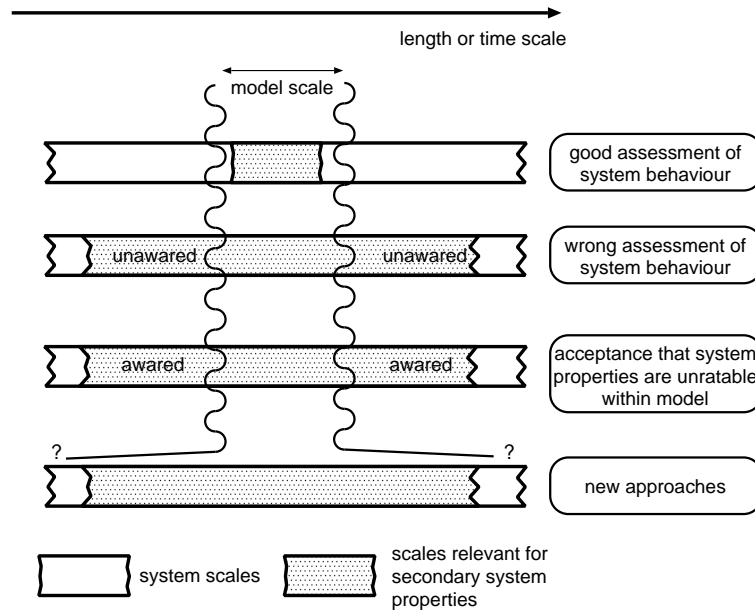 length or time scale
model scale
good assessment of
system behaviour
unawared
unawared
wrong assessment of
system behaviour
awared
awared
acceptance that system
properties are unratable
within model
?
?
new approaches
system scales
scales relevant for
secondary system
properties